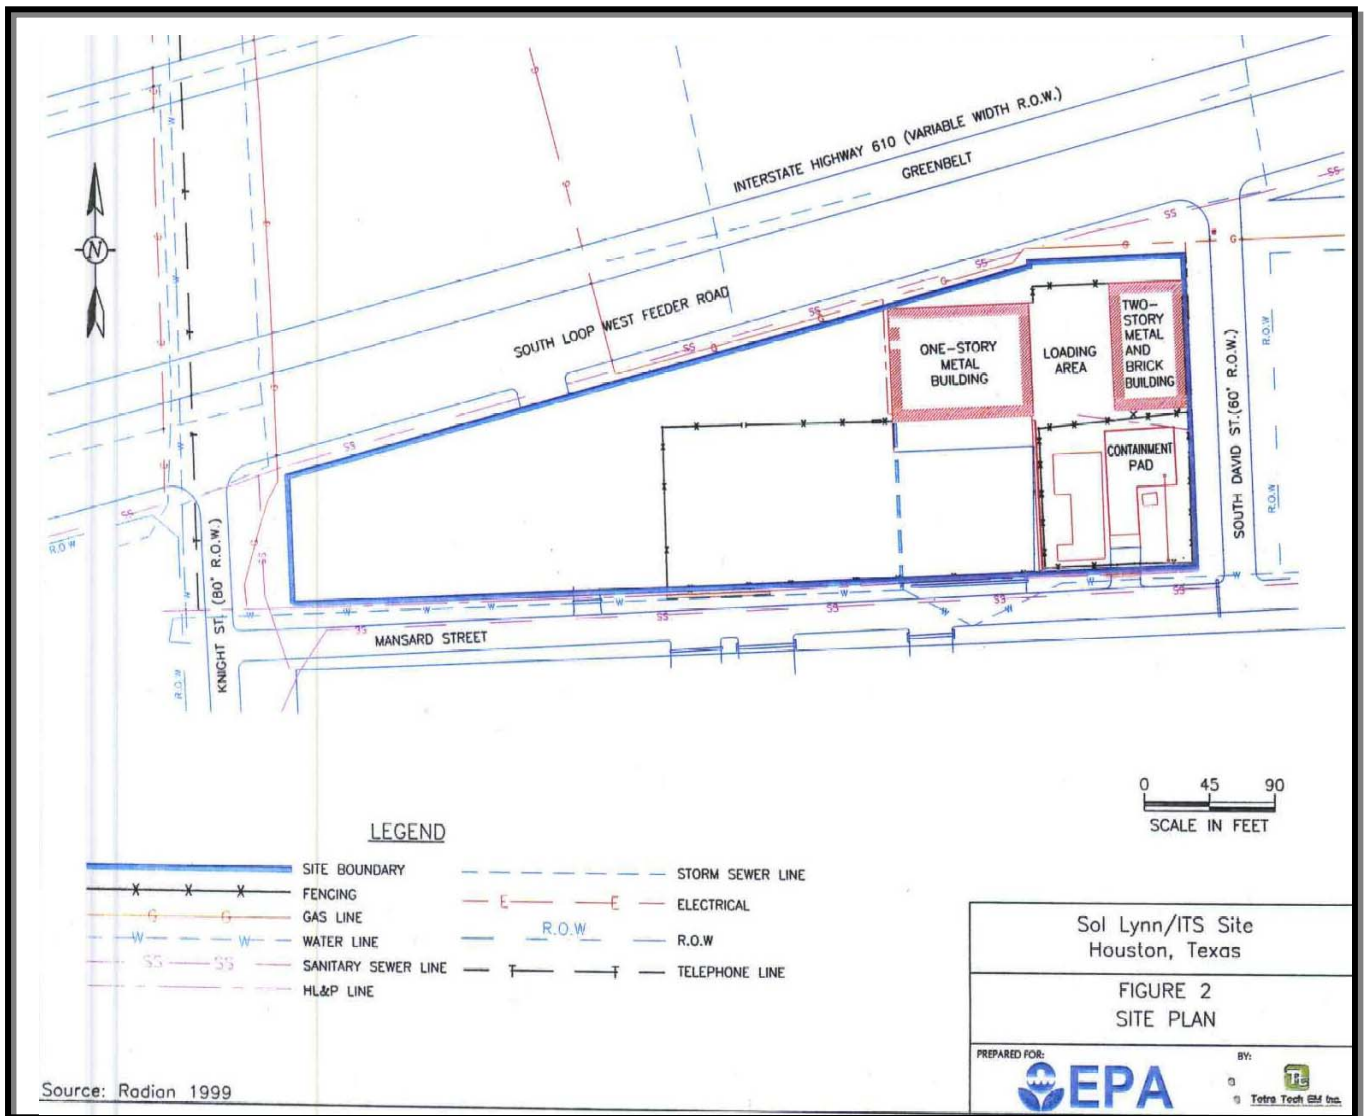 INTERSTATE HIGHWAY 610 (VARIABLE WIDTH R.O.W.)
GREENBELT
SOUTH LOOP WEST FEEDER ROAD
N
ONE-STORY
METAL
BUILDING
LOADING
AREA
TWO-
STORY
METAL
AND
BRICK
BUILDING
CONTAINMENT
PAD
SOUTH DAVID ST.(60' R.O.W.)
R.O.W
R.O.W
R.O.W
R.O.W
KNIGHT ST. (80' R.O.W.)
MANSARD STREET
0 45 90
SCALE IN FEET
LEGEND
SITE BOUNDARY
X X X FENCING
G G GAS LINE
W W WATER LINE
SS SS SANITARY SEWER LINE
HL&P LINE
STORM SEWER LINE
E E ELECTRICAL
R.O.W R.O.W
T T TELEPHONE LINE
Sol Lynn/ITS Site
Houston, Texas
FIGURE 2
SITE PLAN
PREPARED FOR:
EPA
BY:
Tetra Tech EM Inc.
Source: Radian 1999